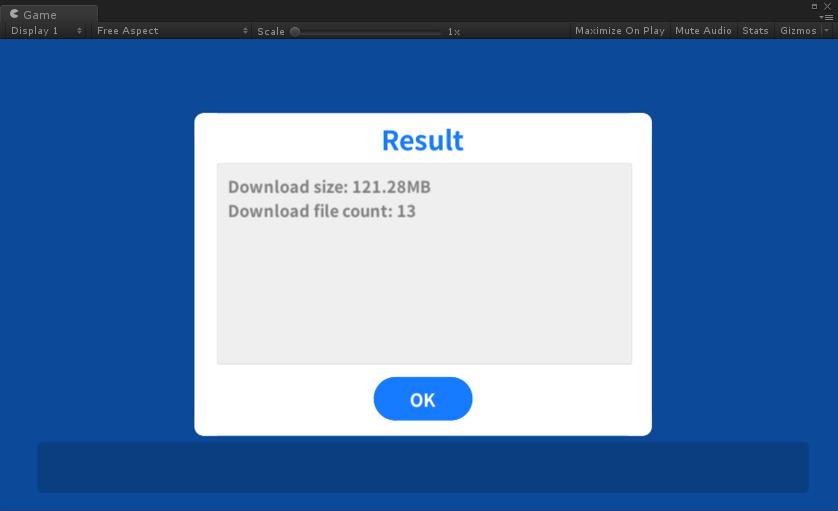 Game
Display 1
Free Aspect
Scale
1x
Maximize On Play
Mute Audio
Stats
Gizmos
Result
Download size: 121.28MB
Download file count: 13
OK